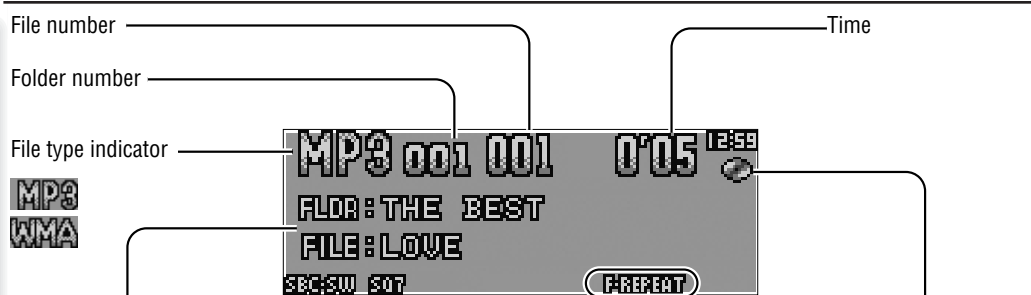 File number
Time
Folder number
File type indicator
MP3 001 001 0'05 12:59
MP3
FLDR:THE BEST
WMA
FILE:LOVE
SBC:SW S07 F-REPEAT